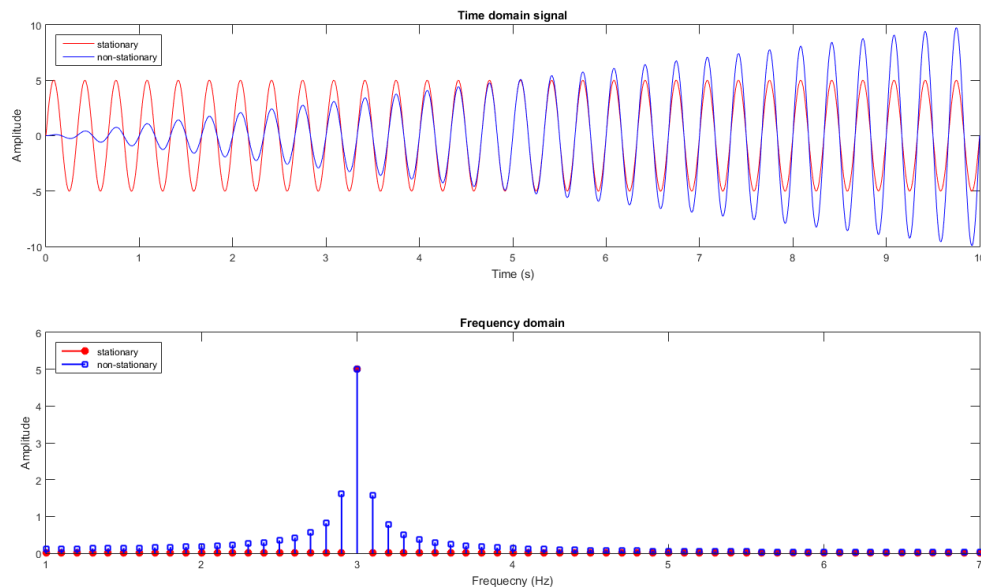 Time domain signal
10
5
0
-5
-10
Amplitude
stationary
non-stationary
0 1 2 3 4 5 6 7 8 9 10
Time (s)
Frequency domain
6
5
4
3
2
1
0
Amplitude
stationary
non-stationary
1 2 3 4 5 6 7
Frequecny (Hz)